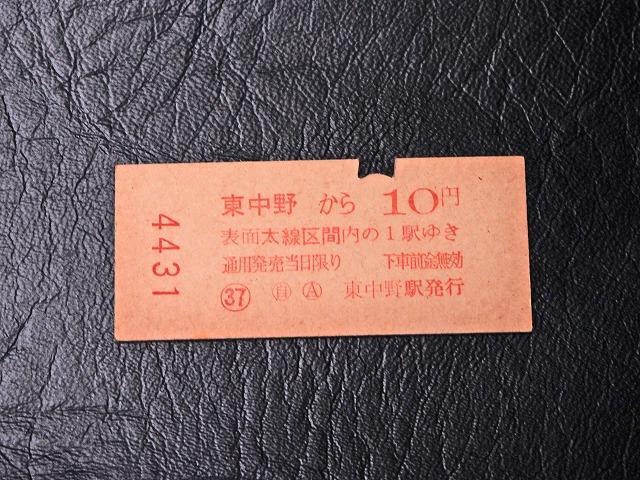 東中野 から 10円
表面太線区間内の1駅ゆき
通用発売当日限り 下車前途無効
㊲ 自 Ⓐ 東中野駅発行
4431